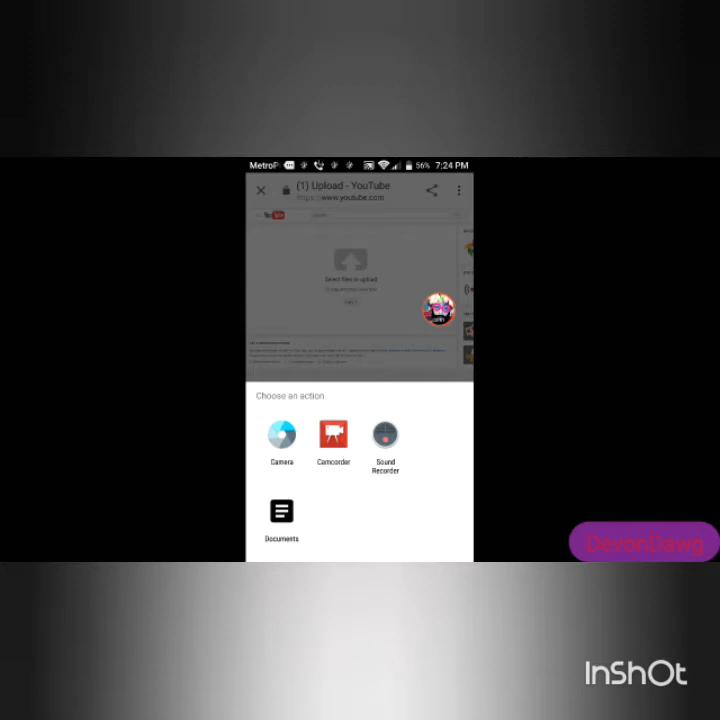 MetroP 56% 7:24 PM
(1) Upload - YouTube
https://www.youtube.com
Select files to upload
Choose an action
Camera
Camcorder
Sound
Recorder
Documents
DevonDawg
InShOt